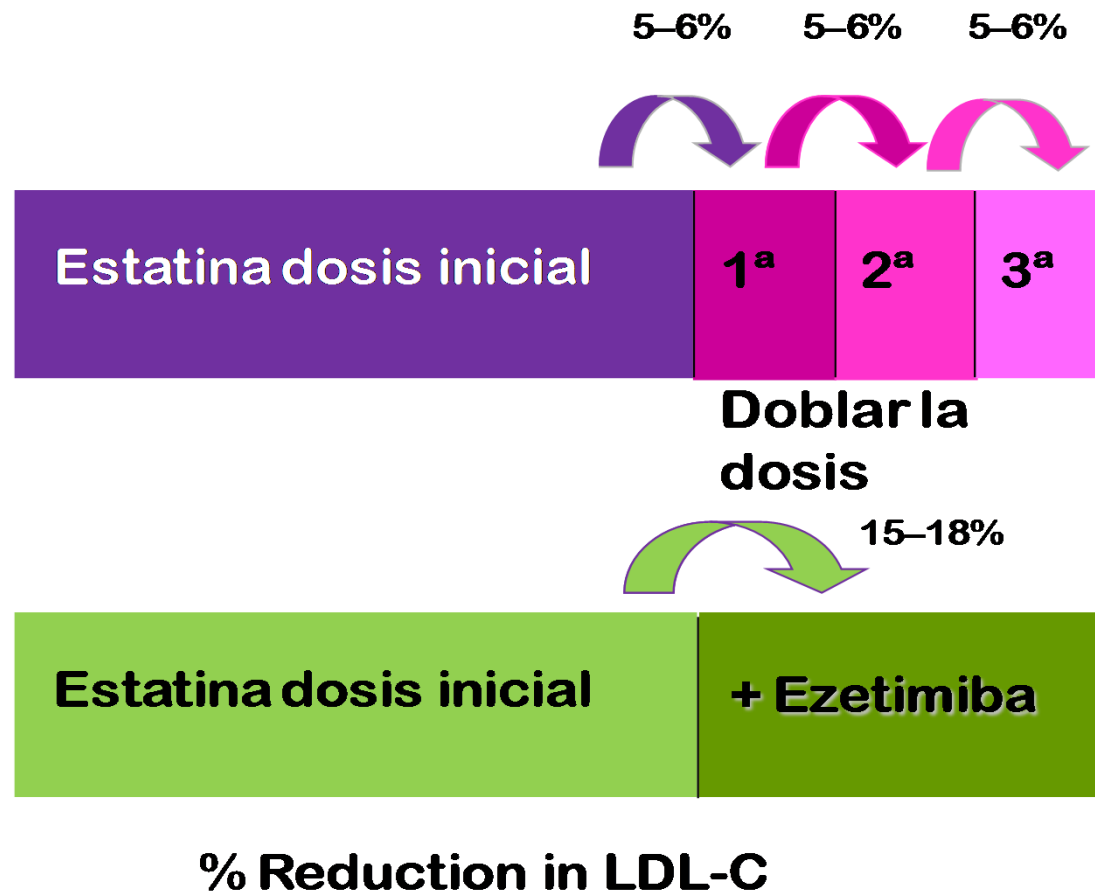 5–6% 5–6% 5–6%
Estatina dosis inicial 1ª 2ª 3ª
Doblar la
dosis
15–18%
Estatina dosis inicial + Ezetimiba
% Reduction in LDL-C